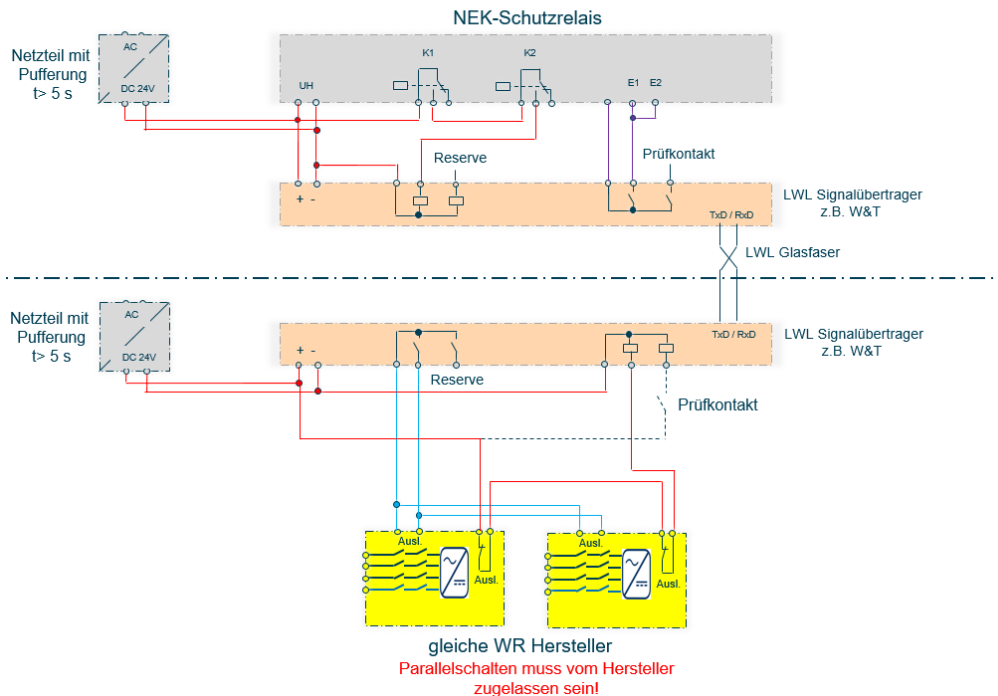 NEK-Schutzrelais
Netzteil mit
Pufferung
t> 5 s
AC
DC 24V
UH
K1
K2
E1 E2
Reserve
Prüfkontakt
+ -
TxD / RxD
LWL Signalübertrager
z.B. W&T
LWL Glasfaser
Netzteil mit
Pufferung
t> 5 s
AC
DC 24V
+ -
TxD / RxD
LWL Signalübertrager
z.B. W&T
Reserve
Prüfkontakt
Ausl.
Ausl.
Ausl.
Ausl.
gleiche WR Hersteller
Parallelschalten muss vom Hersteller
zugelassen sein!